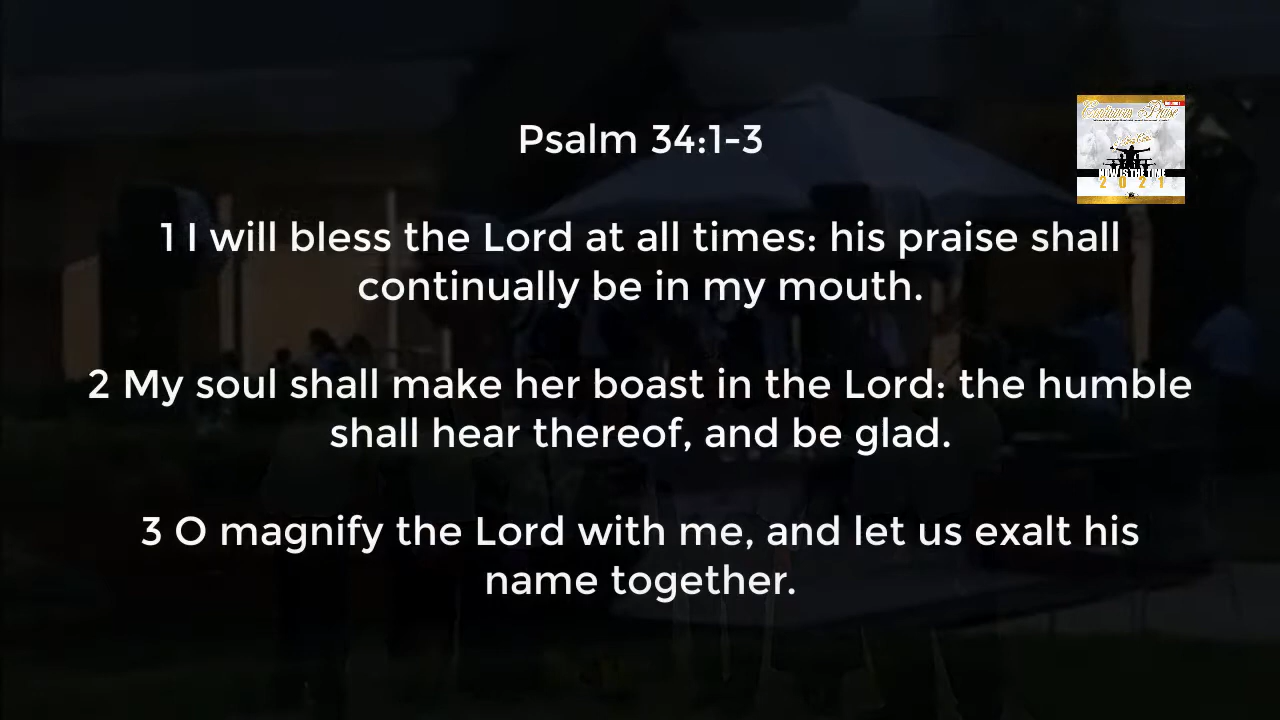 Psalm 34:1-3
Continuous Praise
NOW IS THE TIME
2021
1 I will bless the Lord at all times: his praise shall
continually be in my mouth.
2 My soul shall make her boast in the Lord: the humble
shall hear thereof, and be glad.
3 O magnify the Lord with me, and let us exalt his
name together.